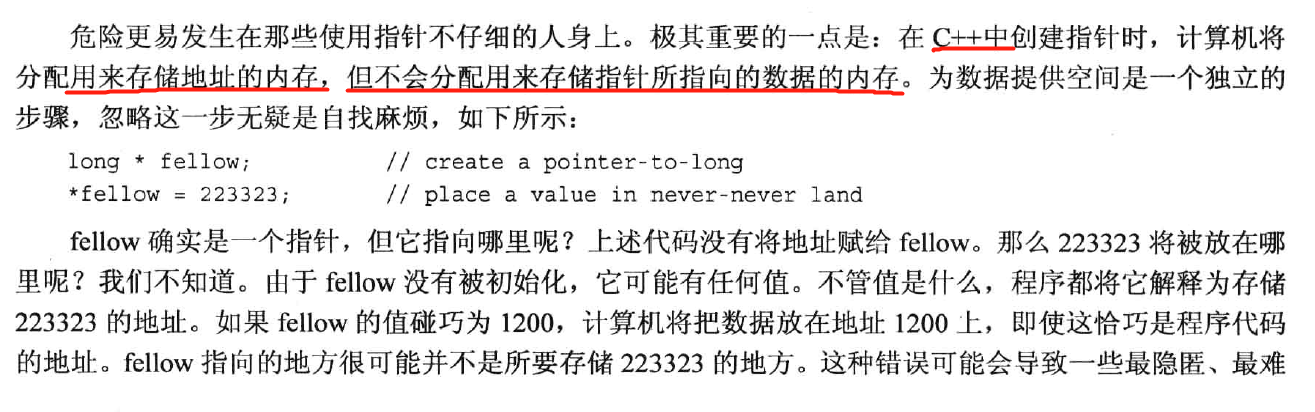 危险更易发生在那些使用指针不仔细的人身上。极其重要的一点是：在 C++中创建指针时，计算机将
分配用来存储地址的内存，但不会分配用来存储指针所指向的数据的内存。为数据提供空间是一个独立的
步骤，忽略这一步无疑是自找麻烦，如下所示：
long * fellow; // create a pointer-to-long
*fellow = 223323; // place a value in never-never land
fellow 确实是一个指针，但它指向哪里呢？上述代码没有将地址赋给 fellow。那么 223323 将被放在哪
里呢？我们不知道。由于 fellow 没有被初始化，它可能有任何值。不管值是什么，程序都将它解释为存储
223323 的地址。如果 fellow 的值碰巧为 1200，计算机将把数据放在地址 1200 上，即使这恰巧是程序代码
的地址。fellow 指向的地方很可能并不是所要存储 223323 的地方。这种错误可能会导致一些最隐匿、最难